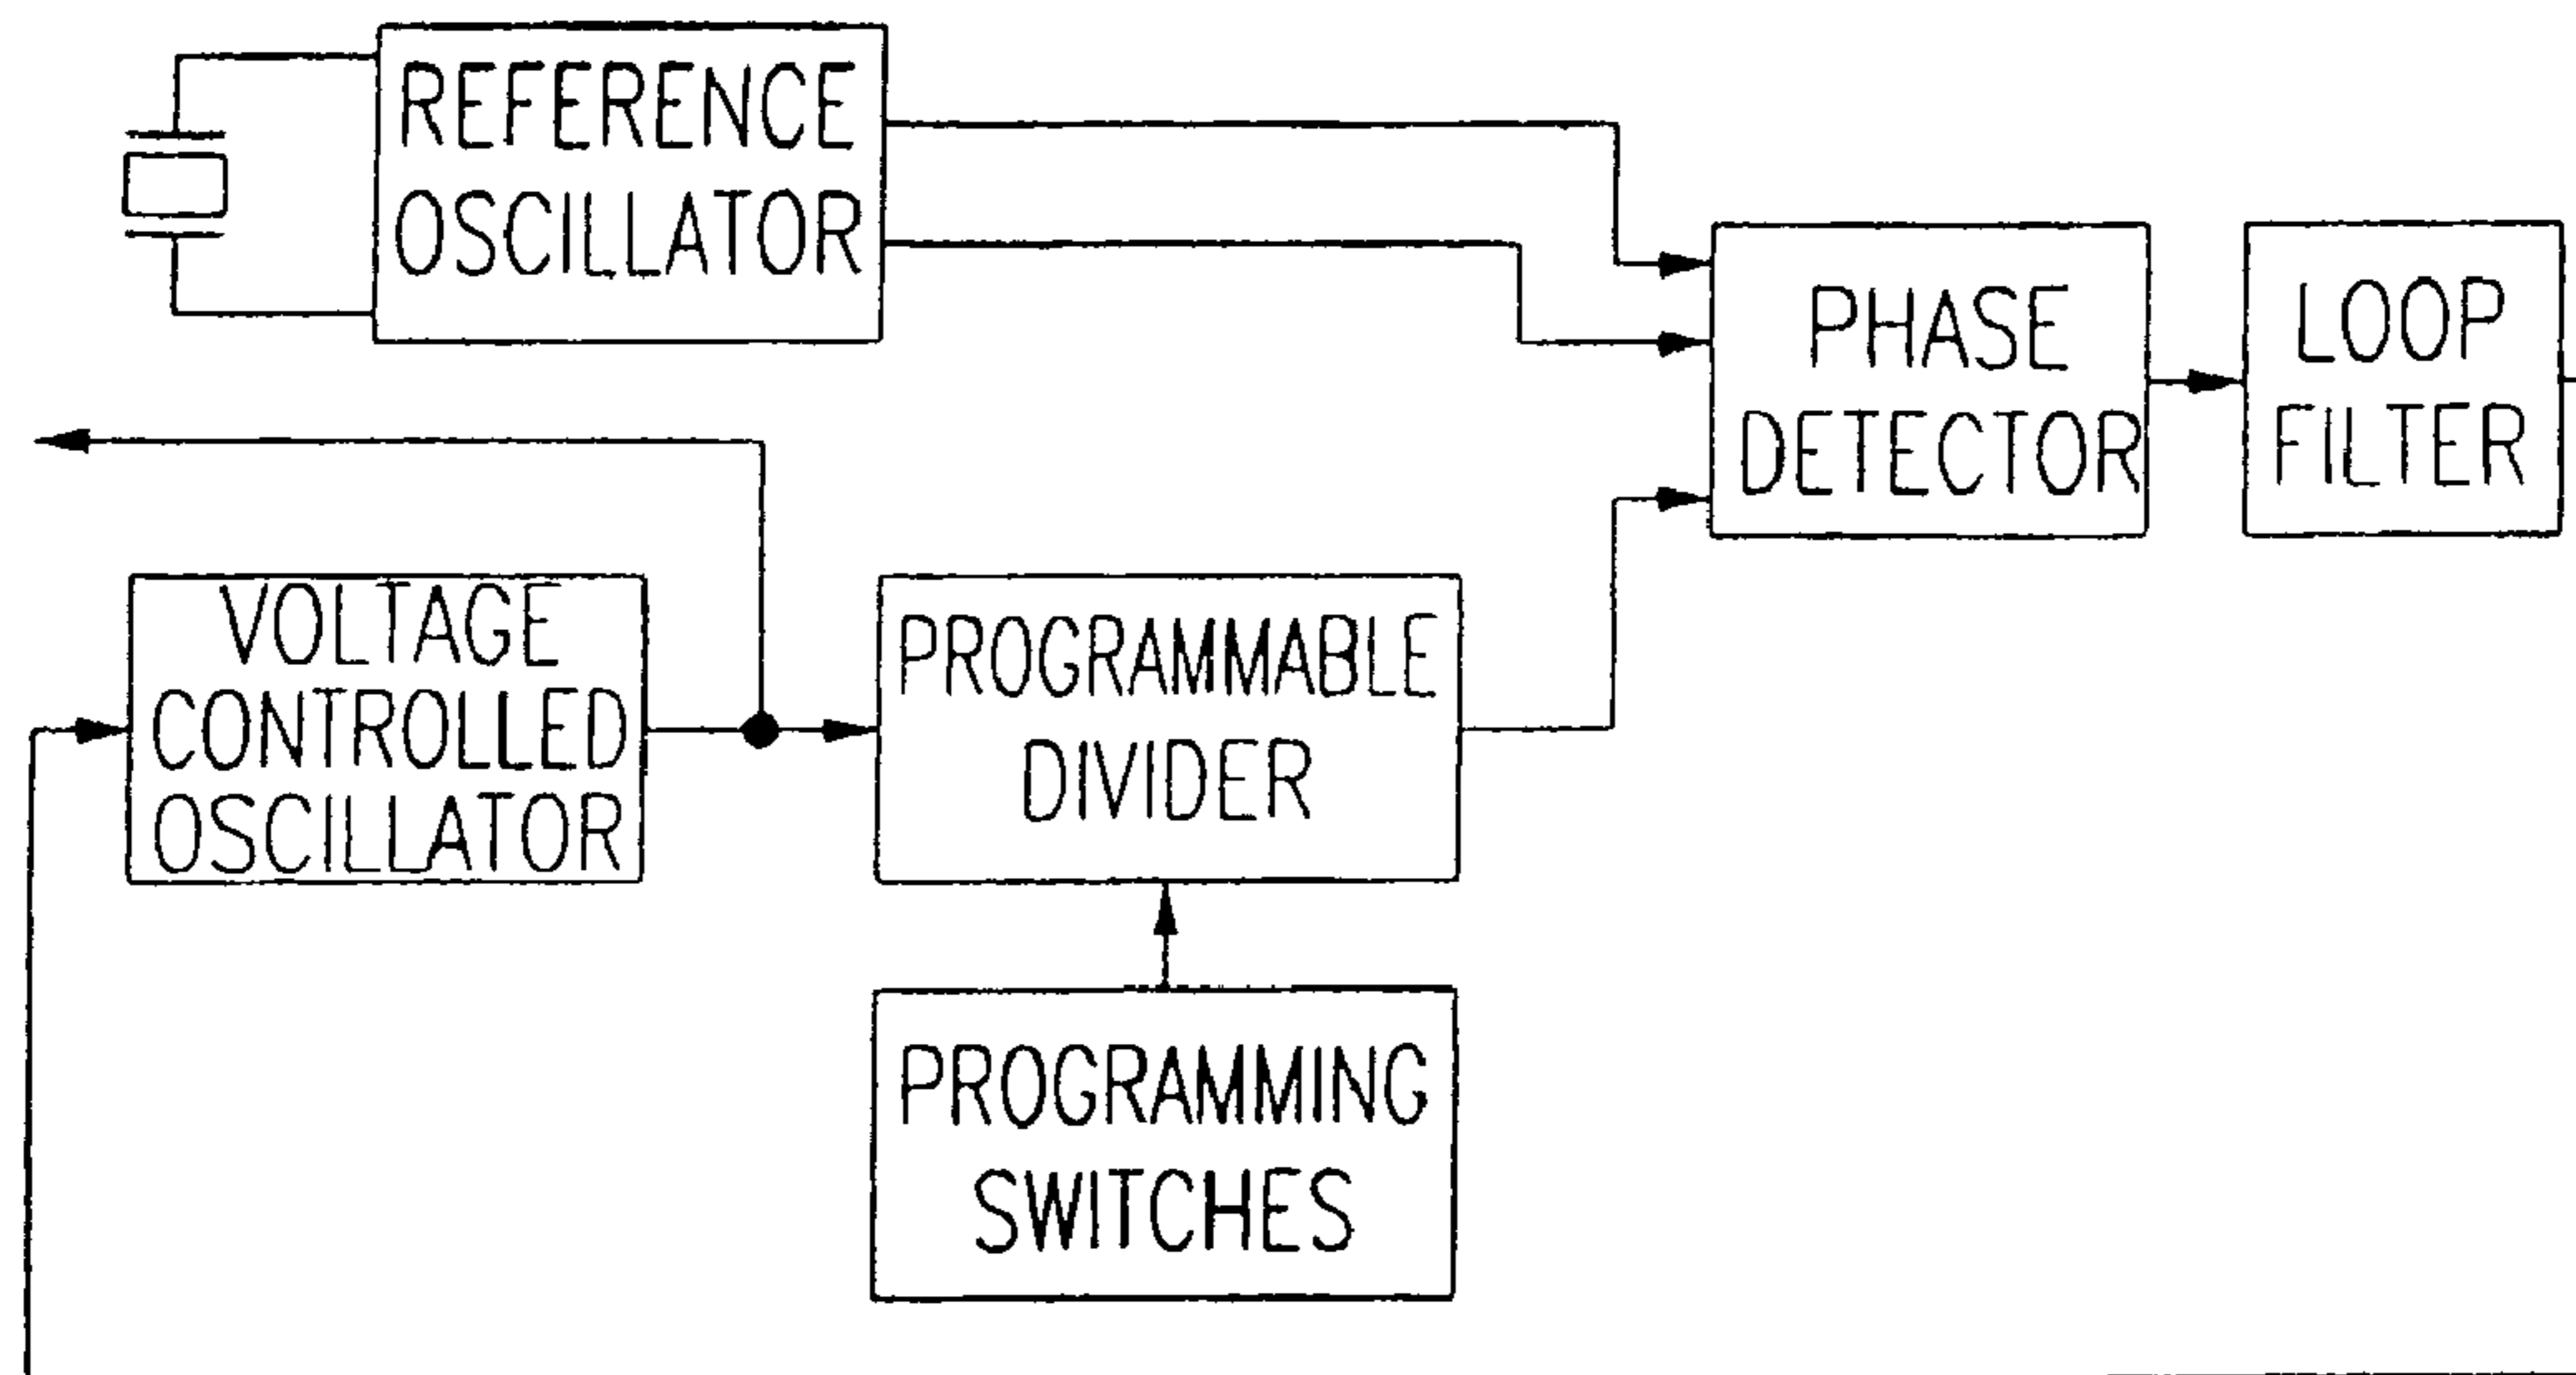 REFERENCE
OSCILLATOR
PHASE
DETECTOR
LOOP
FILTER
VOLTAGE
CONTROLLED
OSCILLATOR
PROGRAMMABLE
DIVIDER
PROGRAMMING
SWITCHES